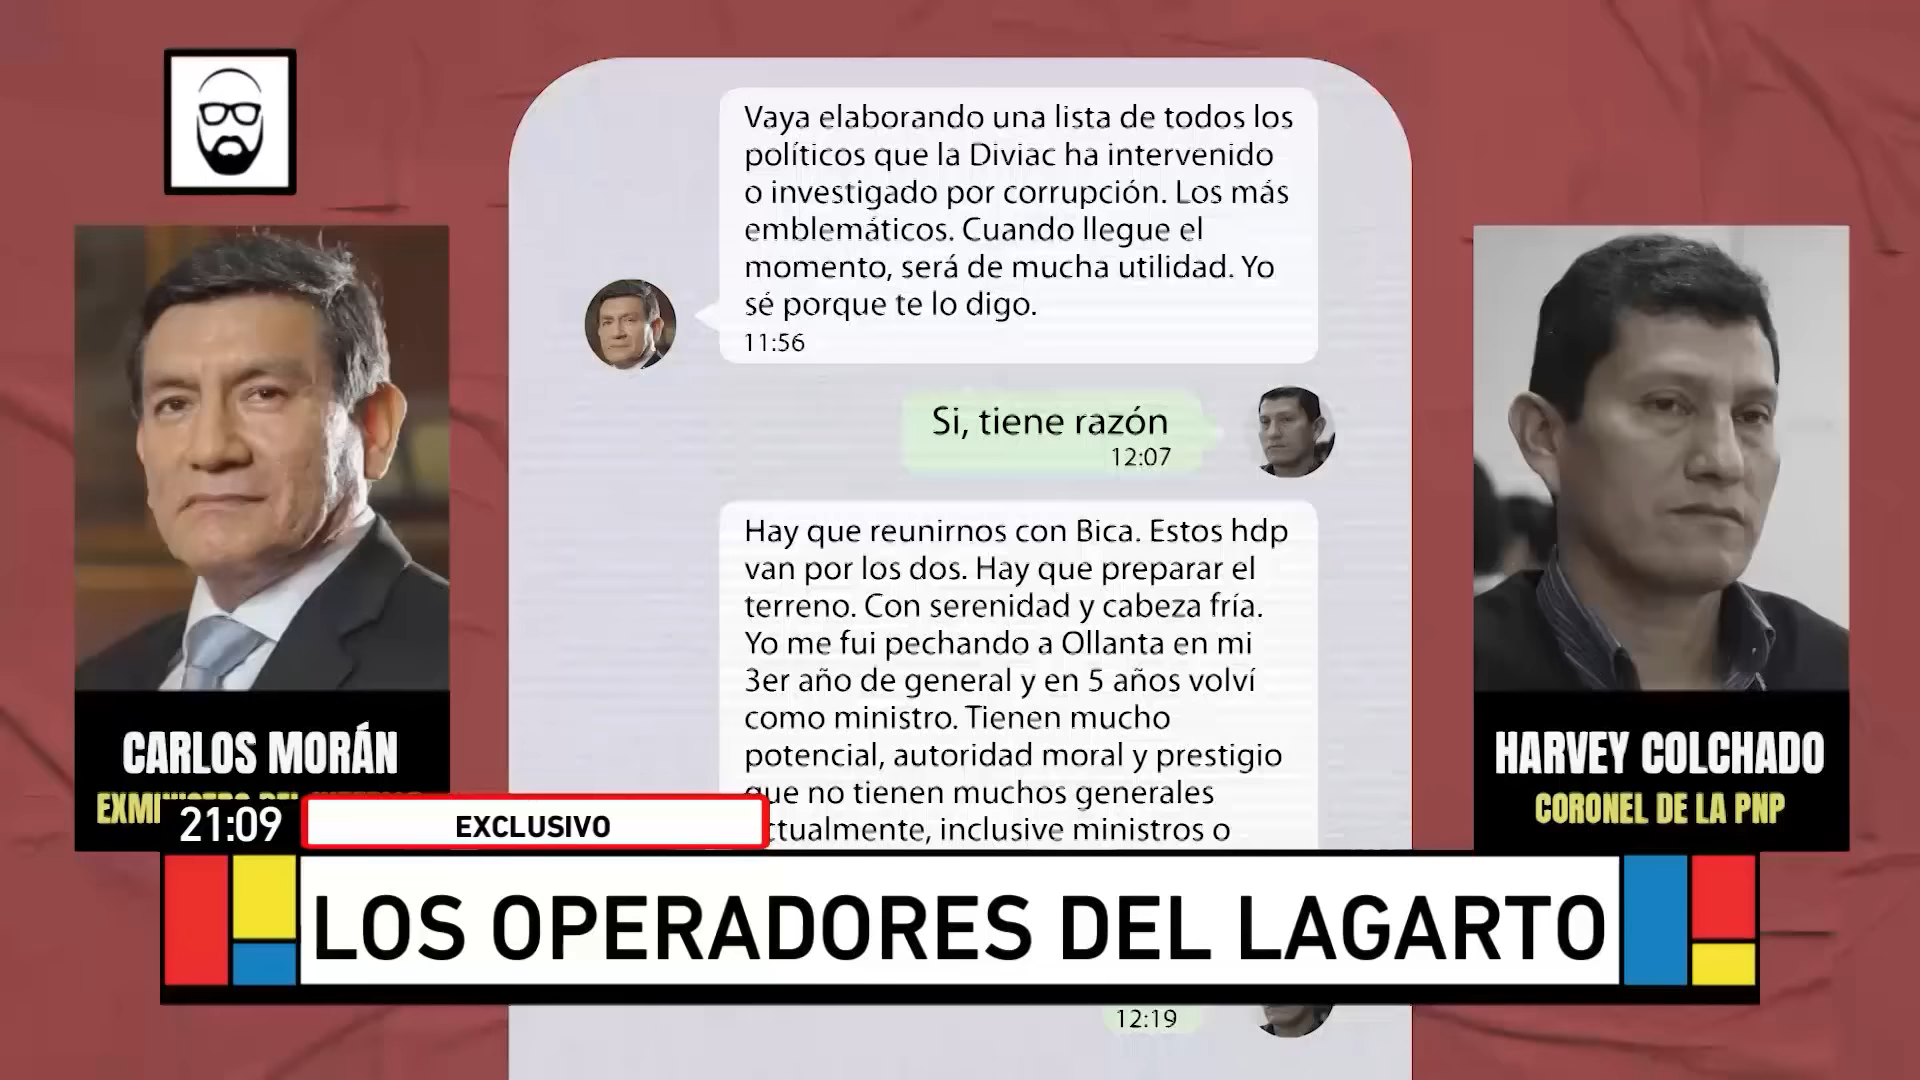 Vaya elaborando una lista de todos los
políticos que la Diviac ha intervenido
o investigado por corrupción. Los más
emblemáticos. Cuando llegue el
momento, será de mucha utilidad. Yo
sé porque te lo digo.
11:56
Si, tiene razón
12:07
Hay que reunirnos con Bica. Estos hdp
van por los dos. Hay que preparar el
terreno. Con serenidad y cabeza fría.
Yo me fui pechando a Ollanta en mi
3er año de general y en 5 años volví
como ministro. Tienen mucho
potencial, autoridad moral y prestigio
que no tienen muchos generales
ctualmente, inclusive ministros o
CARLOS MORÁN
HARVEY COLCHADO
CORONEL DE LA PNP
21:09
EXCLUSIVO
LOS OPERADORES DEL LAGARTO
12:19